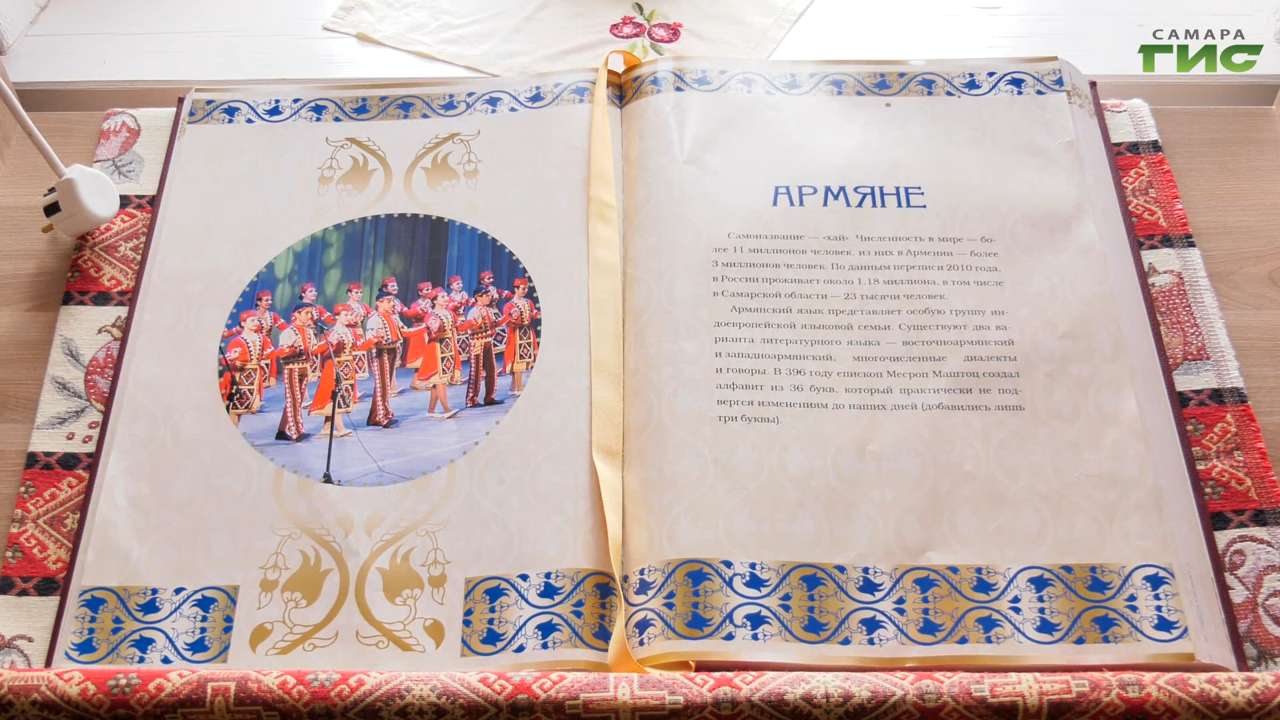 САМАРА
ГИС
АРМЯНЕ
Самоназвание — «хай». Численность в мире — бо-
лее 11 миллионов человек, из них в Армении — более
3 миллионов человек. По данным переписи 2010 года,
в России проживает около 1,18 миллиона, в том числе
в Самарской области — 23 тысячи человек.
Армянский язык представляет особую группу ин-
доевропейской языковой семьи. Существуют два ва-
рианта литературного языка — восточноармянский
и западноармянский, многочисленные диалекты
и говоры. В 396 году епископ Месроп Маштоц создал
алфавит из 36 букв, который практически не под-
вергся изменениям до наших дней (добавились лишь
три буквы).